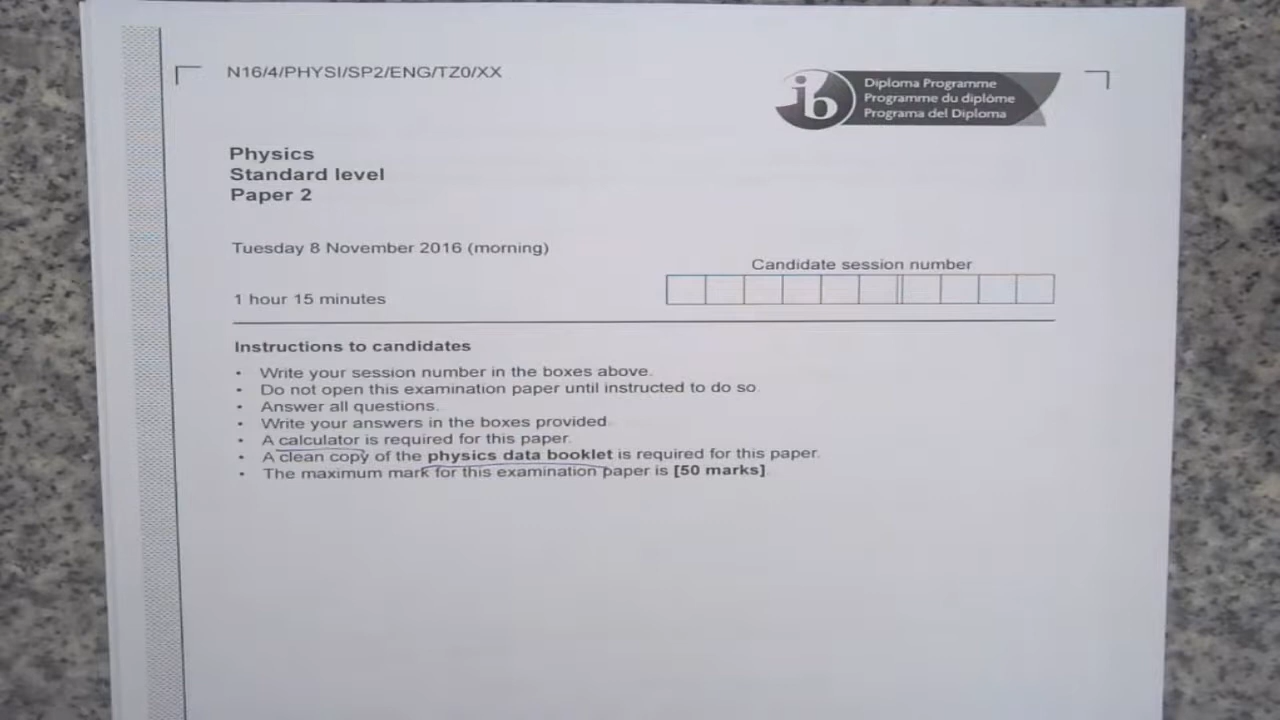 N16/4/PHYSI/SP2/ENG/TZ0/XX
ib
Diploma Programme
Programme du diplôme
Programa del Diploma
Physics
Standard level
Paper 2
Tuesday 8 November 2016 (morning)
Candidate session number
1 hour 15 minutes
Instructions to candidates
• Write your session number in the boxes above.
• Do not open this examination paper until instructed to do so.
• Answer all questions.
• Write your answers in the boxes provided.
• A calculator is required for this paper.
• A clean copy of the physics data booklet is required for this paper.
• The maximum mark for this examination paper is [50 marks].